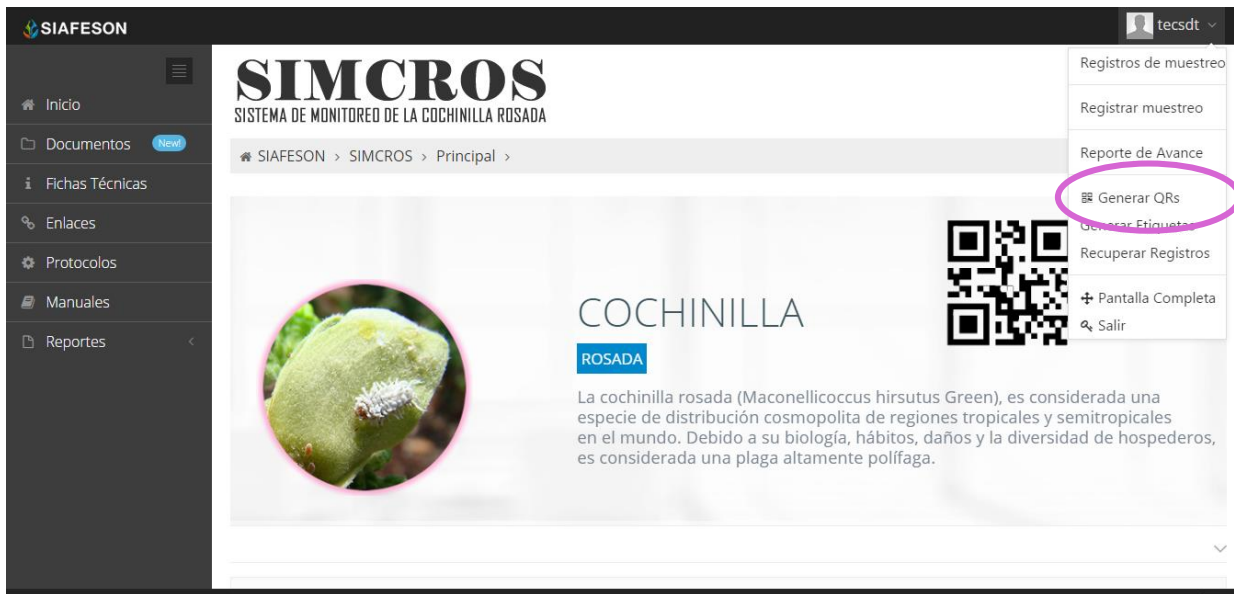 SIAFESON
tecsdt
Inicio
Documentos New!
Fichas Técnicas
Enlaces
Protocolos
Manuales
Reportes
SIMCROS
SISTEMA DE MONITOREO DE LA COCHINILLA ROSADA
SIAFESON > SIMCROS > Principal >
Registros de muestreo
Registrar muestreo
Reporte de Avance
Generar QRs
Generar Etiquetas
Recuperar Registros
Pantalla Completa
Salir
COCHINILLA
ROSADA
La cochinilla rosada (Maconellicoccus hirsutus Green), es considerada una
especie de distribución cosmopolita de regiones tropicales y semitropicales
en el mundo. Debido a su biología, hábitos, daños y la diversidad de hospederos,
es considerada una plaga altamente polífaga.